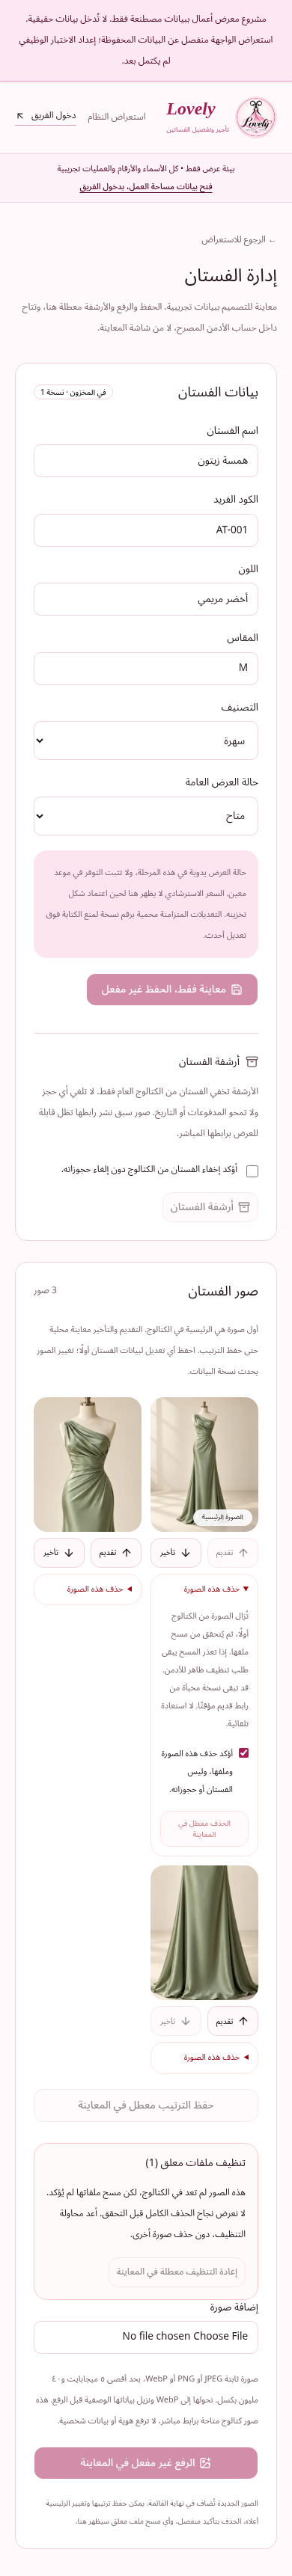 مشروع معرض أعمال ببيانات مصطنعة فقط. لا تُدخل بيانات حقيقية.
استعراض الواجهة منفصل عن البيانات المحفوظة؛ إعداد الاختبار الوظيفي
لم يكتمل بعد.
Lovely
Lovely
تأجير وتفصيل الفساتين
استعراض النظام
دخول الفريق
بيئة عرض فقط • كل الأسماء والأرقام والعمليات تجريبية
فتح بيانات مساحة العمل، بدخول الفريق
← الرجوع للاستعراض
إدارة الفستان
معاينة للتصميم ببيانات تجريبية. الحفظ والرفع والأرشفة معطلة هنا، وتتاح
داخل حساب الأدمن المصرح، لا من شاشة المعاينة.
بيانات الفستان
في المخزون · نسخة 1
اسم الفستان
همسة زيتون
الكود الفريد
AT-001
اللون
أخضر مريمي
المقاس
M
التصنيف
سهرة
حالة العرض العامة
متاح
حالة العرض يدوية في هذه المرحلة، ولا تثبت التوفر في موعد
معين. السعر الاسترشادي لا يظهر هنا لحين اعتماد شكل
تخزينه. التعديلات المتزامنة محمية برقم نسخة لمنع الكتابة فوق
تعديل أحدث.
معاينة فقط، الحفظ غير مفعل
أرشفة الفستان
الأرشفة تخفي الفستان من الكتالوج العام فقط. لا تلغي أي حجز
ولا تمحو المدفوعات أو التاريخ. صور سبق نشر رابطها تظل قابلة
للعرض برابطها المباشر.
أؤكد إخفاء الفستان من الكتالوج دون إلغاء حجوزاته.
أرشفة الفستان
صور الفستان
3 صور
أول صورة هي الرئيسية في الكتالوج. التقديم والتأخير معاينة محلية
حتى حفظ الترتيب. احفظ أي تعديل لبيانات الفستان أولًا؛ تغيير الصور
يحدث نسخة البيانات.
الصورة الرئيسية
تقديم
تأخير
تقديم
تأخير
حذف هذه الصورة
حذف هذه الصورة
تُزال الصورة من الكتالوج
أولًا، ثم يُتحقق من مسح
ملفها. إذا تعذر المسح يبقى
طلب تنظيف ظاهر للأدمن.
قد تبقى نسخة مخبأة من
رابط قديم مؤقتًا. لا استعادة
تلقائية.
أؤكد حذف هذه الصورة
وملفها، وليس
الفستان أو حجوزاته.
الحذف معطل في
المعاينة
تقديم
تأخير
حذف هذه الصورة
حفظ الترتيب معطل في المعاينة
تنظيف ملفات معلق (1)
هذه الصور لم تعد في الكتالوج، لكن مسح ملفاتها لم يُؤكد.
لا نعرض نجاح الحذف الكامل قبل التحقق. أعد محاولة
التنظيف، دون حذف صورة أخرى.
إعادة التنظيف معطلة في المعاينة
إضافة صورة
Choose File No file chosen
صورة ثابتة JPEG أو PNG أو WebP، بحد أقصى ٥ ميجابايت و٤٠
مليون بكسل. نحولها إلى WebP ونزيل بياناتها الوصفية قبل الرفع. هذه
صور كتالوج متاحة برابط مباشر، لا ترفع هوية أو بيانات شخصية.
الرفع غير مفعل في المعاينة
الصور الجديدة تُضاف في نهاية القائمة. يمكن حفظ ترتيبها وتغيير الرئيسية
أعلاه. الحذف بتأكيد منفصل، وأي مسح ملف معلق سيظهر هنا.